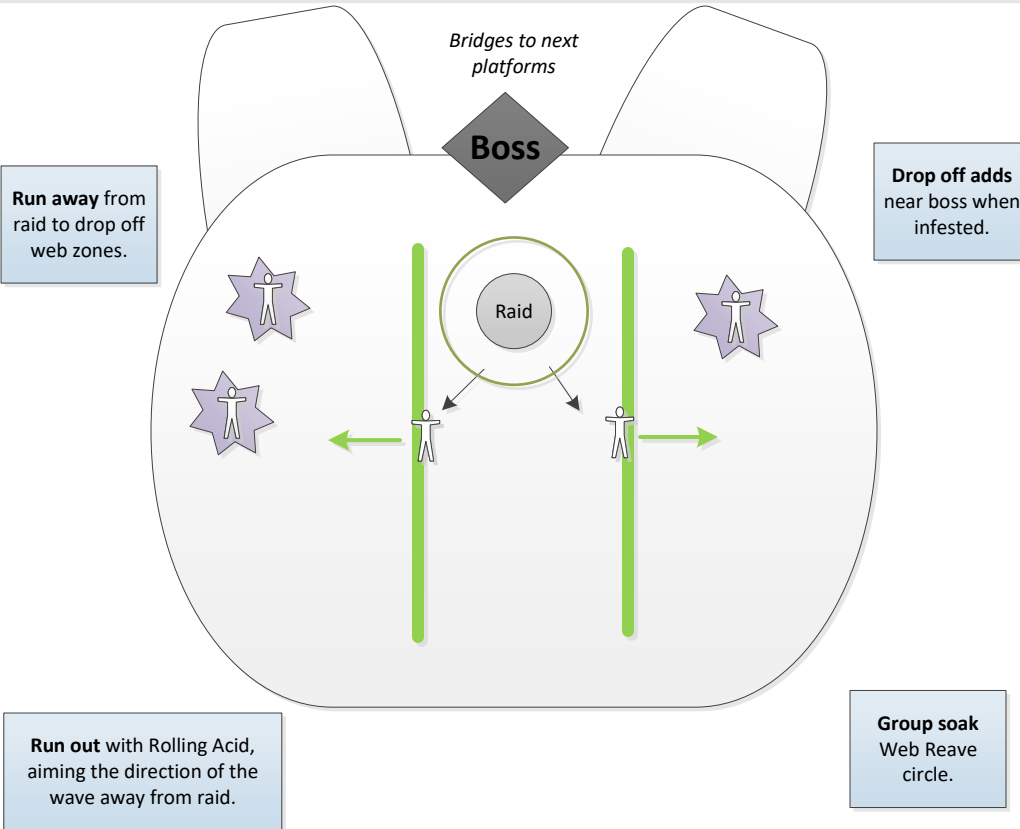 Bridges to next
platforms
Boss
Run away from
raid to drop off
web zones.
Drop off adds
near boss when
infested.
Raid
Run out with Rolling Acid,
aiming the direction of the
wave away from raid.
Group soak
Web Reave
circle.